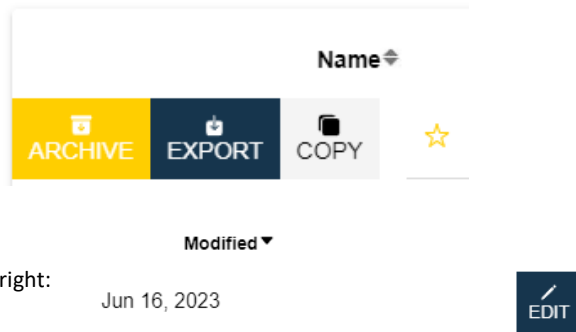 Name
ARCHIVE EXPORT COPY
Modified
right:
Jun 16, 2023
EDIT